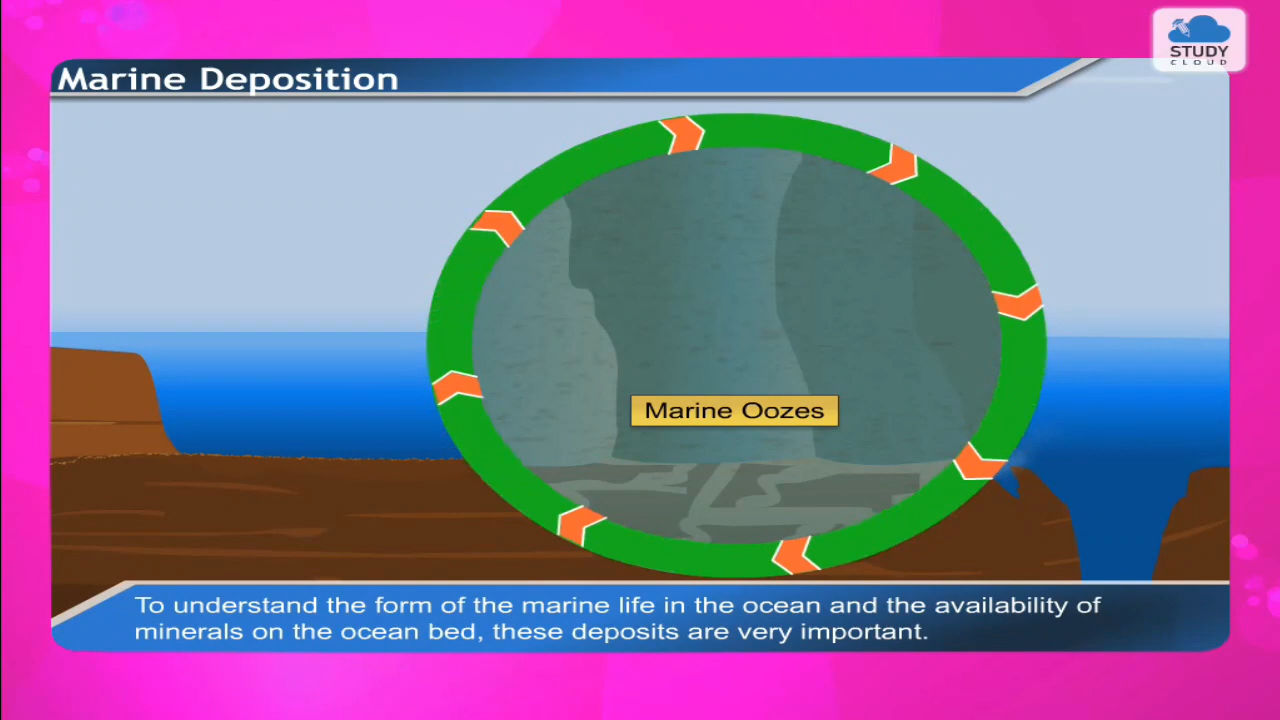 STUDY
CLOUD
Marine Deposition
Marine Oozes
To understand the form of the marine life in the ocean and the availability of
minerals on the ocean bed, these deposits are very important.